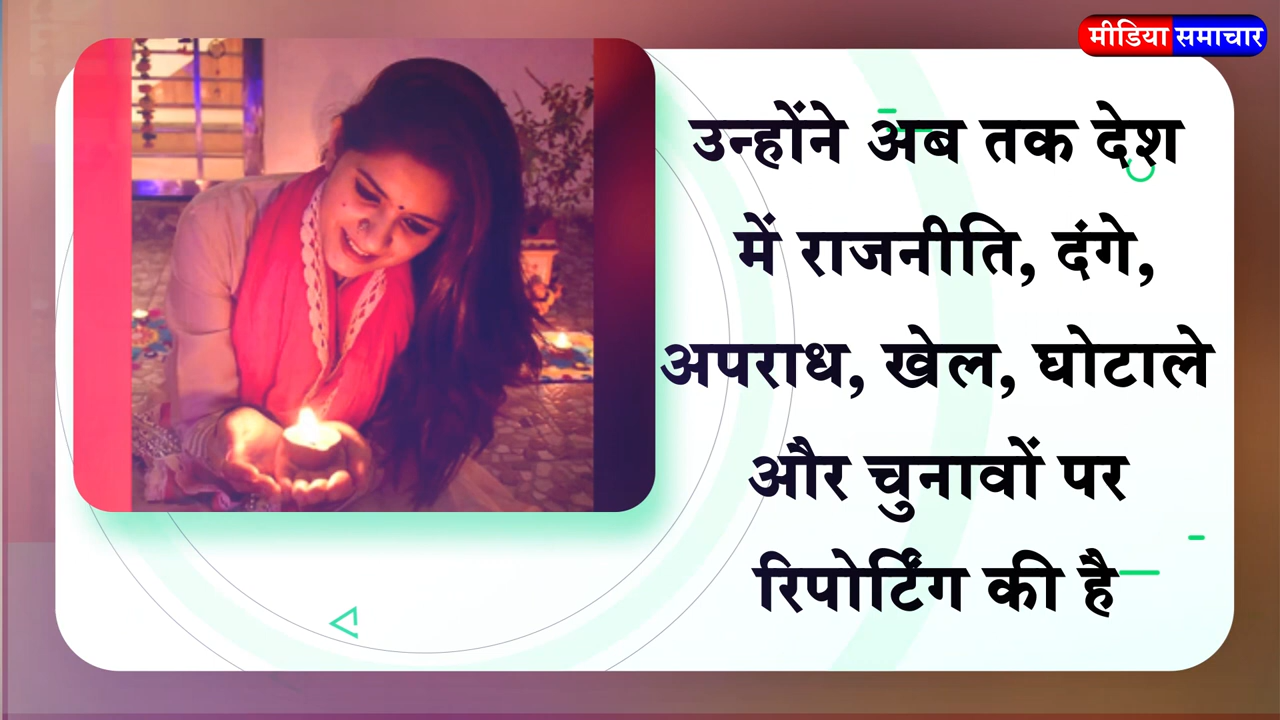 मीडिया समाचार
उन्होंने अब तक देश
में राजनीति, दंगे,
अपराध, खेल, घोटाले
और चुनावों पर
रिपोर्टिंग की है